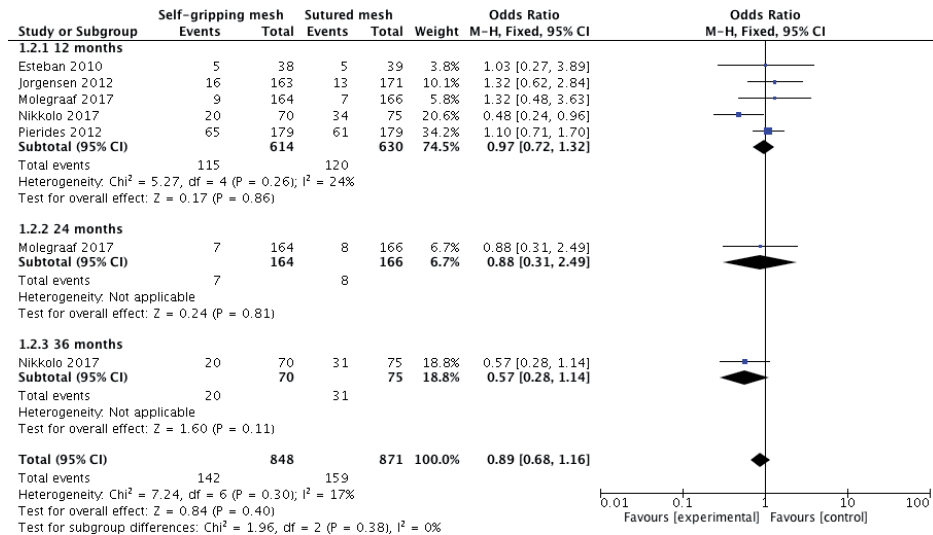 Self-gripping mesh Sutured mesh Odds Ratio Odds Ratio
Study or Subgroup Events Total Events Total Weight M-H, Fixed, 95% CI M-H, Fixed, 95% CI
1.2.1 12 months
Esteban 2010 5 38 5 39 3.8% 1.03 [0.27, 3.89]
Jorgensen 2012 16 163 13 171 10.1% 1.32 [0.62, 2.84]
Molegraaf 2017 9 164 7 166 5.8% 1.32 [0.48, 3.63]
Nikkolo 2017 20 70 34 75 20.6% 0.48 [0.24, 0.96]
Pierides 2012 65 179 61 179 34.2% 1.10 [0.71, 1.70]
Subtotal (95% CI) 614 630 74.5% 0.97 [0.72, 1.32]
Total events 115 120
Heterogeneity: Chi² = 5.27, df = 4 (P = 0.26); I² = 24%
Test for overall effect: Z = 0.17 (P = 0.86)
1.2.2 24 months
Molegraaf 2017 7 164 8 166 6.7% 0.88 [0.31, 2.49]
Subtotal (95% CI) 164 166 6.7% 0.88 [0.31, 2.49]
Total events 7 8
Heterogeneity: Not applicable
Test for overall effect: Z = 0.24 (P = 0.81)
1.2.3 36 months
Nikkolo 2017 20 70 31 75 18.8% 0.57 [0.28, 1.14]
Subtotal (95% CI) 70 75 18.8% 0.57 [0.28, 1.14]
Total events 20 31
Heterogeneity: Not applicable
Test for overall effect: Z = 1.60 (P = 0.11)
Total (95% CI) 848 871 100.0% 0.89 [0.68, 1.16]
Total events 142 159
Heterogeneity: Chi² = 7.24, df = 6 (P = 0.30); I² = 17%
Test for overall effect: Z = 0.84 (P = 0.40)
Test for subgroup differences: Chi² = 1.96, df = 2 (P = 0.38), I² = 0%
0.01 0.1 1 10 100
Favours [experimental] Favours [control]